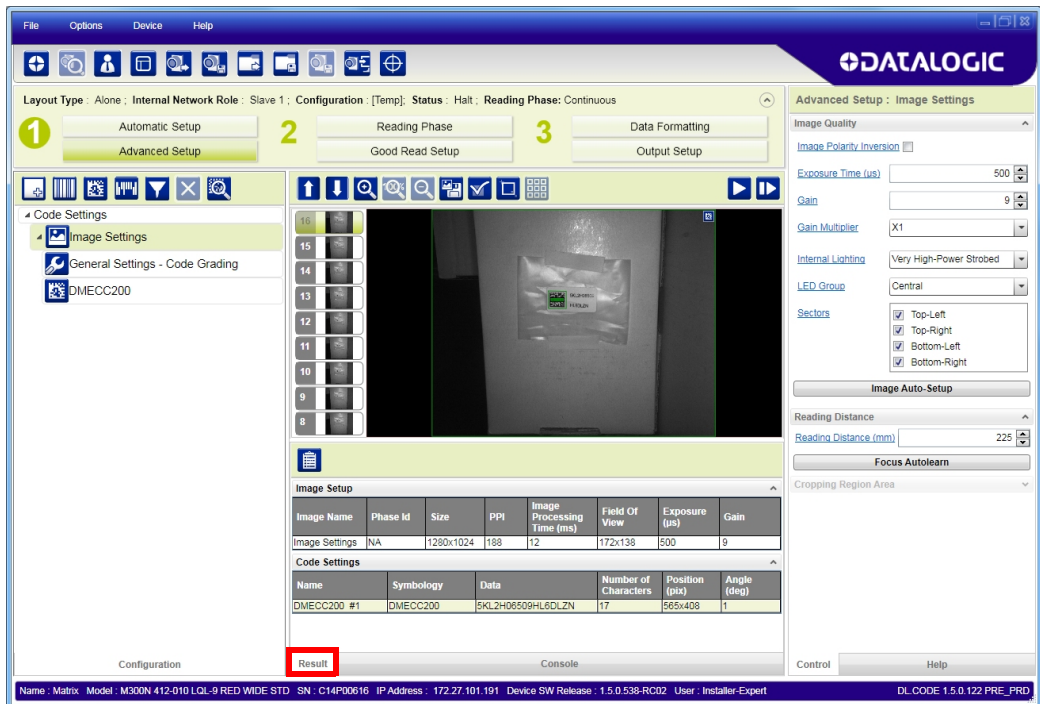 File Options Device Help
DATALOGIC
Layout Type : Alone ; Internal Network Role : Slave 1 ; Configuration : [Temp]; Status : Halt ; Reading Phase: Continuous
1 Automatic Setup 2 Reading Phase 3 Data Formatting
Advanced Setup Good Read Setup Output Setup
Code Settings
Image Settings
General Settings - Code Grading
DMECC200
Configuration
16
15
14
13
12
11
10
9
8
Image Setup
Image Name Phase Id Size PPI Image Processing Time (ms) Field Of View Exposure (µs) Gain
Image Settings NA 1280x1024 188 12 172x138 500 9
Code Settings
Name Symbology Data Number of Characters Position (pix) Angle (deg)
DMECC200 #1 DMECC200 5KL2H06509HL6DLZN 17 565x408 1
Result Console
Advanced Setup : Image Settings
Image Quality
Image Polarity Inversion
Exposure Time (µs) 500
Gain 9
Gain Multiplier X1
Internal Lighting Very High-Power Strobed
LED Group Central
Sectors Top-Left
Top-Right
Bottom-Left
Bottom-Right
Image Auto-Setup
Reading Distance
Reading Distance (mm) 225
Focus Autolearn
Cropping Region Area
Control Help
Name : Matrix Model : M300N 412-010 LQL-9 RED WIDE STD SN : C14P00616 IP Address : 172.27.101.191 Device SW Release : 1.5.0.538-RC02 User : Installer-Expert DL.CODE 1.5.0.122 PRE_PRD